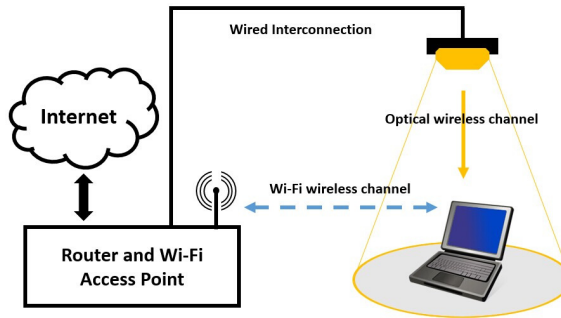 Wired Interconnection
Internet
Optical wireless channel
Wi-Fi wireless channel
Router and Wi-Fi
Access Point